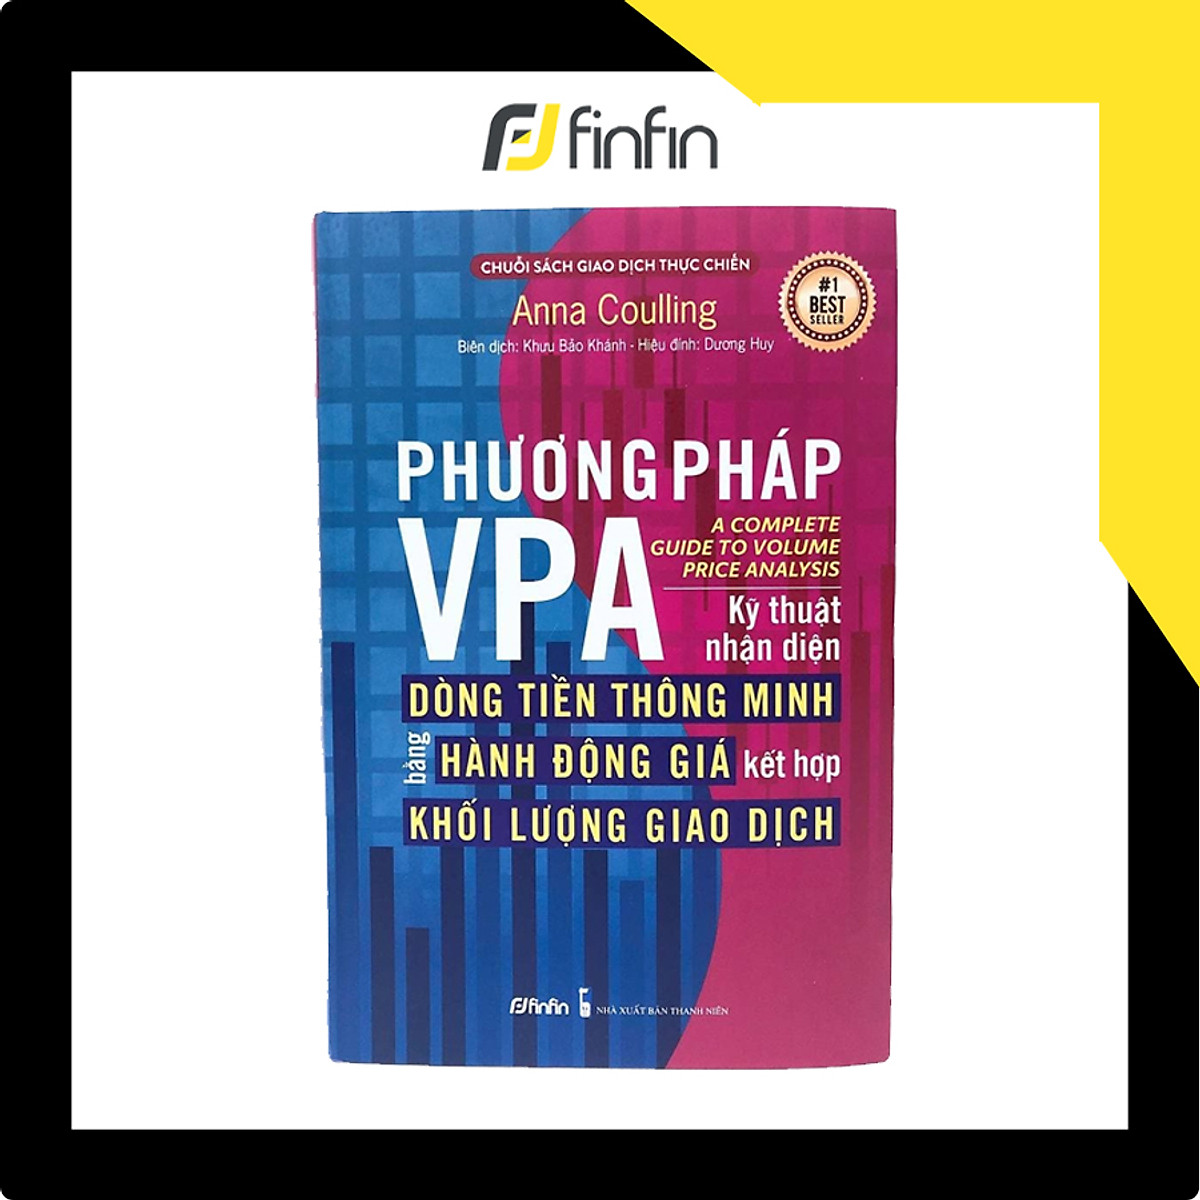 finfin
CHUỖI SÁCH GIAO DỊCH THỰC CHIẾN
Anna Coulling
Biên dịch: Khưu Bảo Khánh - Hiệu đính: Dương Huy
#1
BEST
SELLER
PHƯƠNG PHÁP
VPA
A COMPLETE
GUIDE TO VOLUME
PRICE ANALYSIS
Kỹ thuật
nhận diện
DÒNG TIỀN THÔNG MINH
bằng HÀNH ĐỘNG GIÁ kết hợp
KHỐI LƯỢNG GIAO DỊCH
finfin NHÀ XUẤT BẢN THANH NIÊN